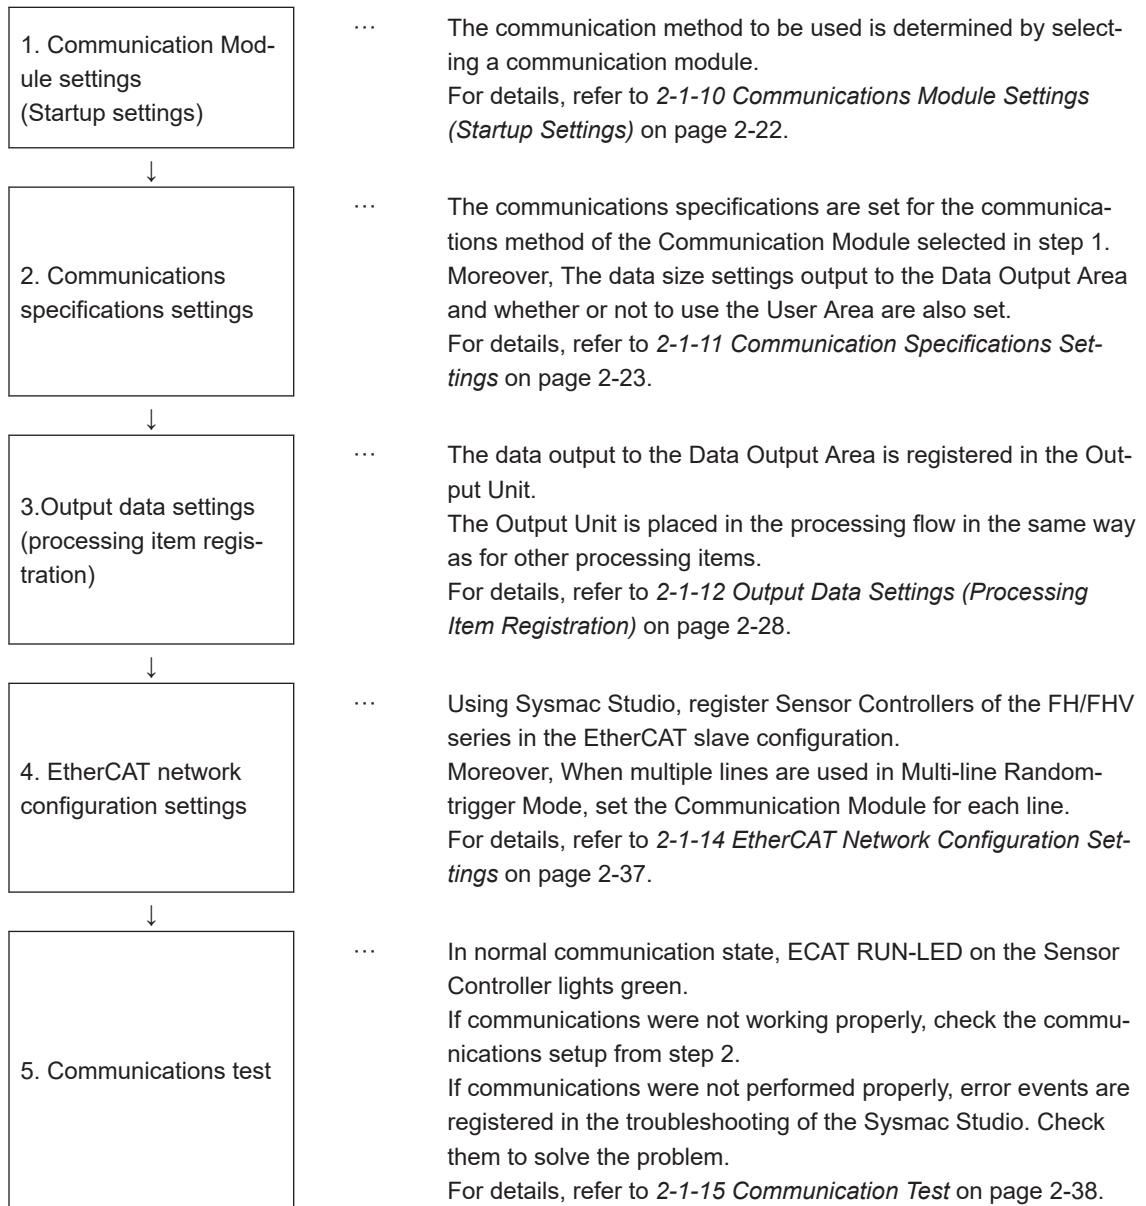 1. Communication Mod-
ule settings
(Startup settings)
… The communication method to be used is determined by select-
ing a communication module.
For details, refer to 2-1-10 Communications Module Settings
(Startup Settings) on page 2-22.
↓
2. Communications
specifications settings
… The communications specifications are set for the communica-
tions method of the Communication Module selected in step 1.
Moreover, The data size settings output to the Data Output Area
and whether or not to use the User Area are also set.
For details, refer to 2-1-11 Communication Specifications Set-
tings on page 2-23.
↓
3.Output data settings
(processing item regis-
tration)
… The data output to the Data Output Area is registered in the Out-
put Unit.
The Output Unit is placed in the processing flow in the same way
as for other processing items.
For details, refer to 2-1-12 Output Data Settings (Processing
Item Registration) on page 2-28.
↓
4. EtherCAT network
configuration settings
… Using Sysmac Studio, register Sensor Controllers of the FH/FHV
series in the EtherCAT slave configuration.
Moreover, When multiple lines are used in Multi-line Random-
trigger Mode, set the Communication Module for each line.
For details, refer to 2-1-14 EtherCAT Network Configuration Set-
tings on page 2-37.
↓
5. Communications test
… In normal communication state, ECAT RUN-LED on the Sensor
Controller lights green.
If communications were not working properly, check the commu-
nications setup from step 2.
If communications were not performed properly, error events are
registered in the troubleshooting of the Sysmac Studio. Check
them to solve the problem.
For details, refer to 2-1-15 Communication Test on page 2-38.